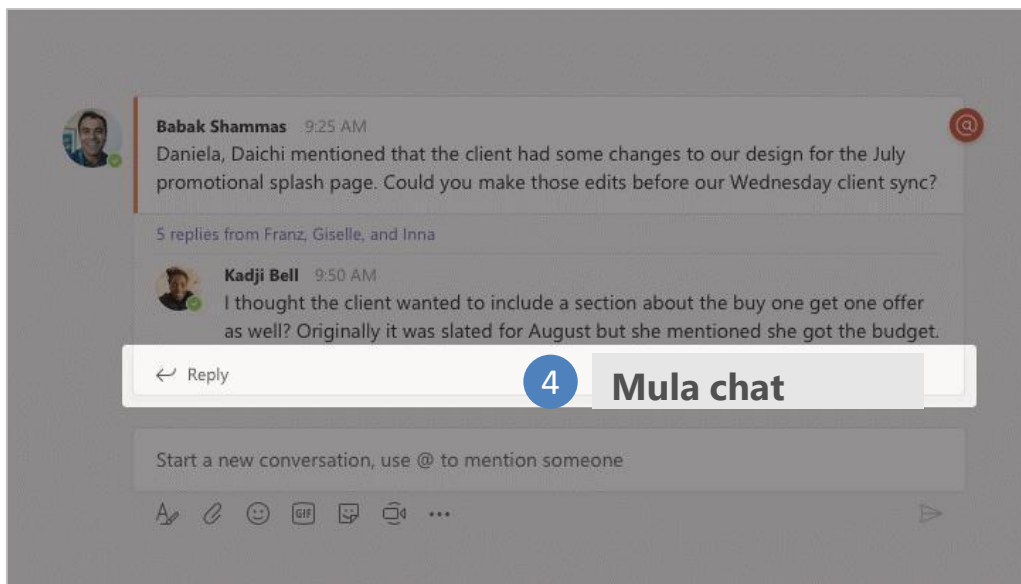 Babak Shammas 9:25 AM
Daniela, Daichi mentioned that the client had some changes to our design for the July
promotional splash page. Could you make those edits before our Wednesday client sync?
5 replies from Franz, Giselle, and Inna
Kadji Bell 9:50 AM
I thought the client wanted to include a section about the buy one get one offer
as well? Originally it was slated for August but she mentioned she got the budget.
Reply
4 Mula chat
Start a new conversation, use @ to mention someone
GIF